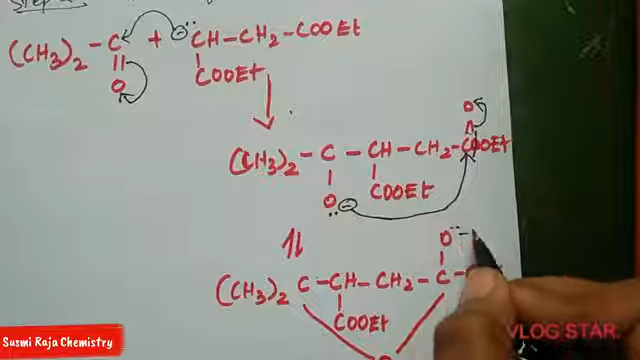 (CH3)2 - C + ⊖: CH - CH2 - COOEt
O COOEt
O
(CH3)2 - C - CH - CH2 - COOEt
O ⊖ COOEt
O
(CH3)2 C - CH - CH2 - C -
COOEt
O
Susmi Raja Chemistry
VLOG STAR.